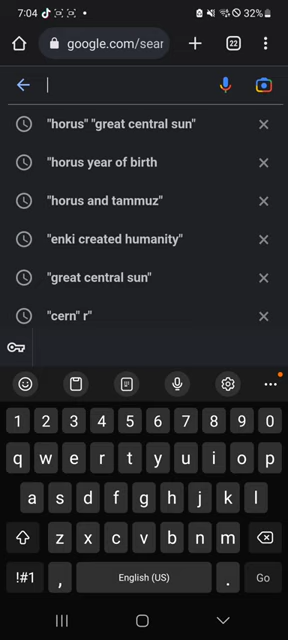 7:04 32%
google.com/sear 22
"horus" "great central sun"
"horus year of birth
"horus and tammuz"
"enki created humanity"
"great central sun"
"cern" r"
1 2 3 4 5 6 7 8 9 0
q w e r t y u i o p
a s d f g h j k l
z x c v b n m
!#1 , English (US) . Go